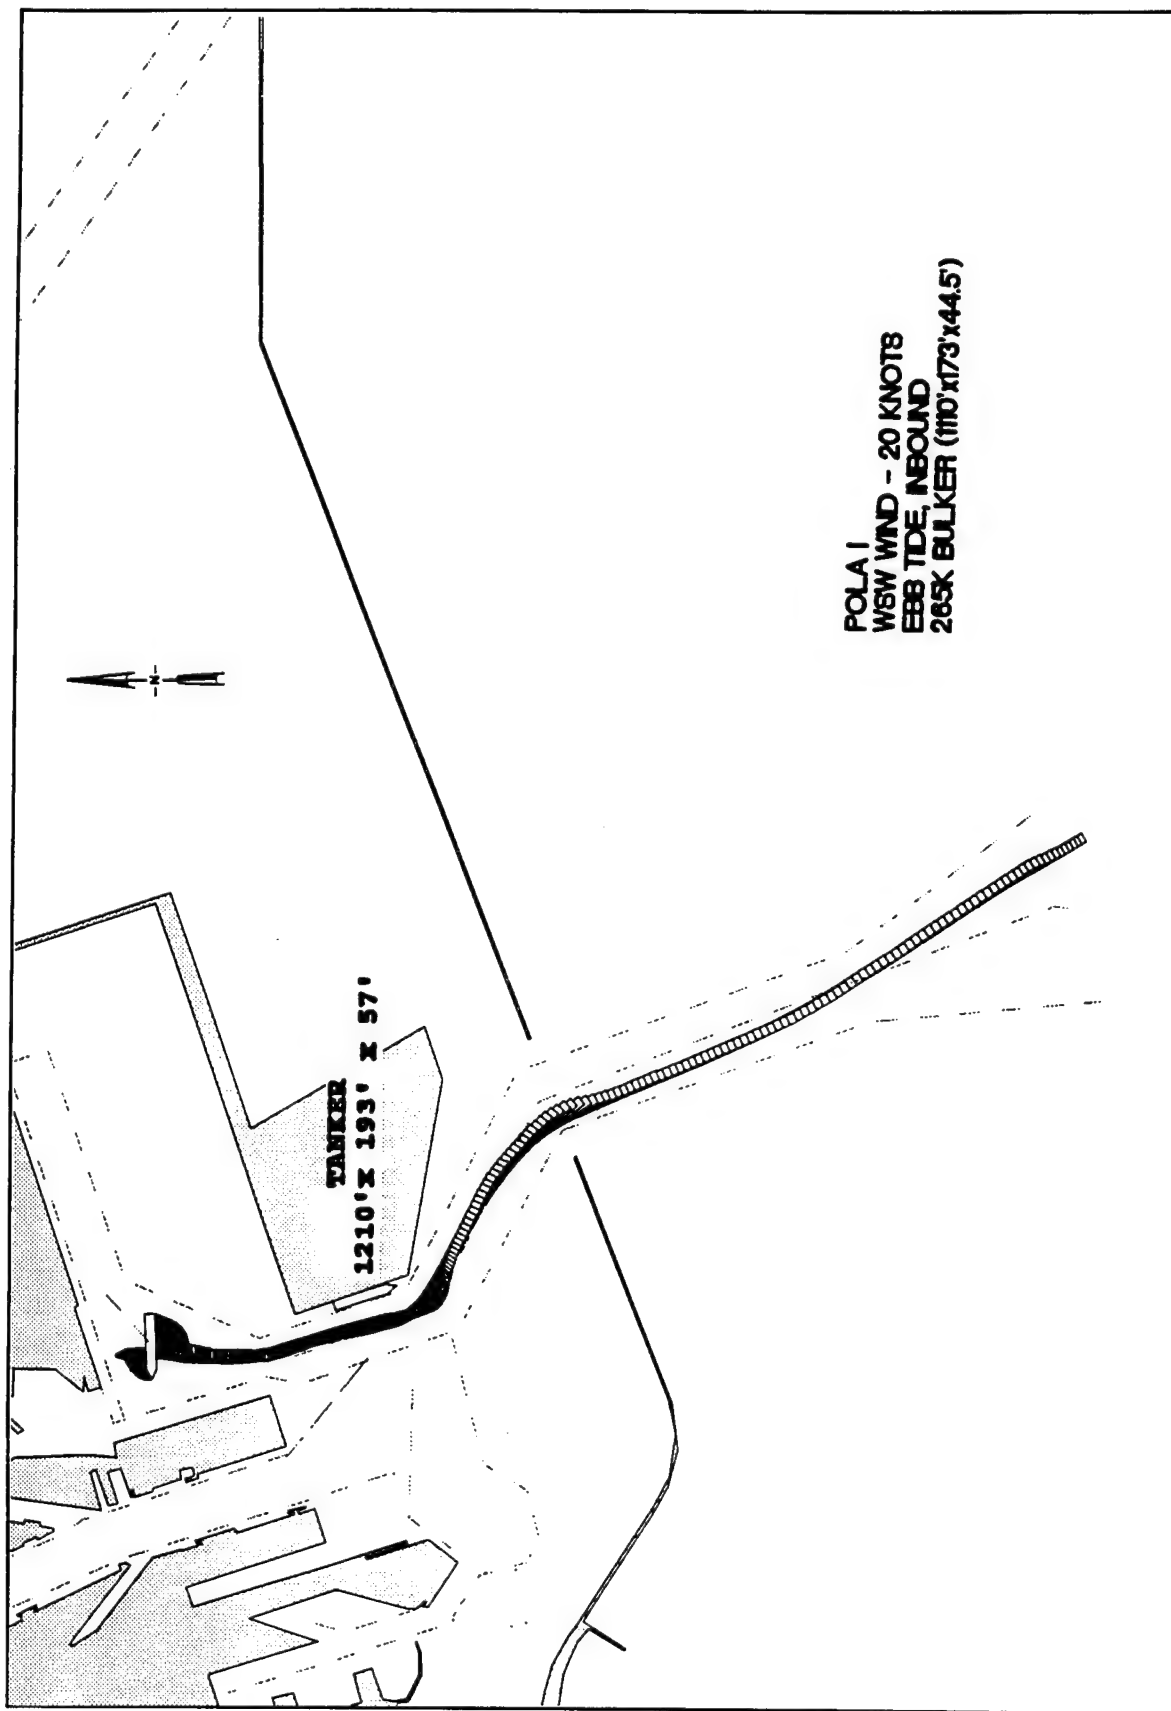 -N-
TANKER
1210'X 193' X 57'
POLA I
WSW WIND - 20 KNOTS
EBB TIDE, INBOUND
265K BULKER (1110'x173'x44.5')